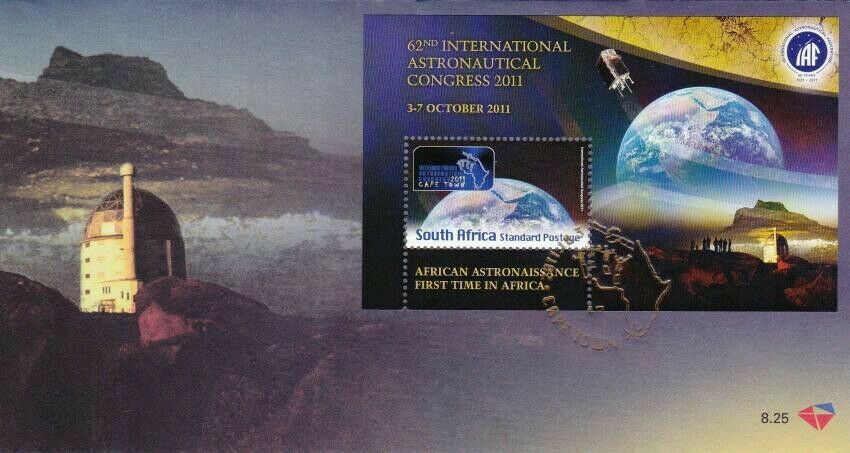 62ND INTERNATIONAL
ASTRONAUTICAL
CONGRESS 2011
3-7 OCTOBER 2011
IAF
INTERNATIONAL
ASTRONAUTICAL
CONGRESS 2011
CAPE TOWN
South Africa Standard Postage
AFRICAN ASTRONAISSANCE
FIRST TIME IN AFRICA
CAPE TOWN
8.25